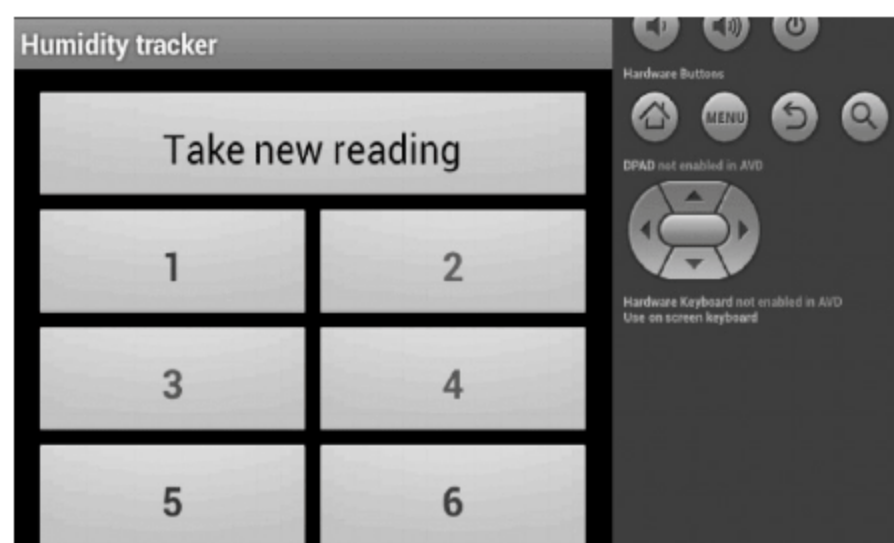 Humidity tracker
Take new reading
1
2
3
4
5
6
Hardware Buttons
MENU
DPAD not enabled in AVD
Hardware Keyboard not enabled in AVD
Use on screen keyboard